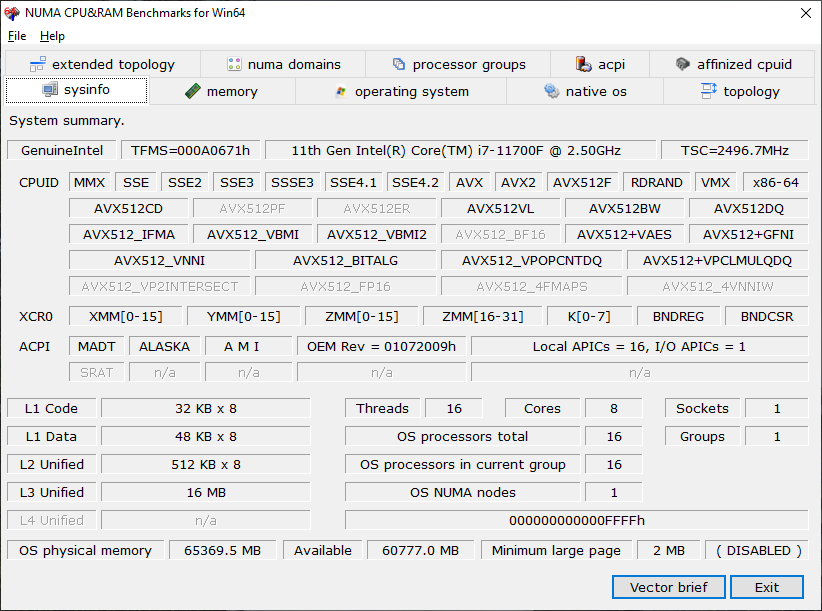 NUMA CPU&RAM Benchmarks for Win64
File Help
extended topology numa domains processor groups acpi affinized cpuid
sysinfo memory operating system native os topology
System summary.
GenuineIntel TFMS=000A0671h 11th Gen Intel(R) Core(TM) i7-11700F @ 2.50GHz TSC=2496.7MHz
CPUID MMX SSE SSE2 SSE3 SSSE3 SSE4.1 SSE4.2 AVX AVX2 AVX512F RDRAND VMX x86-64
AVX512CD AVX512PF AVX512ER AVX512VL AVX512BW AVX512DQ
AVX512_IFMA AVX512_VBMI AVX512_VBMI2 AVX512_BF16 AVX512+VAES AVX512+GFNI
AVX512_VNNI AVX512_BITALG AVX512_VPOPCNTDQ AVX512+VPCLMULQDQ
AVX512_VP2INTERSECT AVX512_FP16 AVX512_4FMAPS AVX512_4VNNIW
XCR0 XMM[0-15] YMM[0-15] ZMM[0-15] ZMM[16-31] K[0-7] BNDREG BNDCSR
ACPI MADT ALASKA A M I OEM Rev = 01072009h Local APICs = 16, I/O APICs = 1
SRAT n/a n/a n/a n/a
L1 Code 32 KB x 8 Threads 16 Cores 8 Sockets 1
L1 Data 48 KB x 8 OS processors total 16 Groups 1
L2 Unified 512 KB x 8 OS processors in current group 16
L3 Unified 16 MB OS NUMA nodes 1
L4 Unified n/a 000000000000FFFFh
OS physical memory 65369.5 MB Available 60777.0 MB Minimum large page 2 MB ( DISABLED )
Vector brief Exit